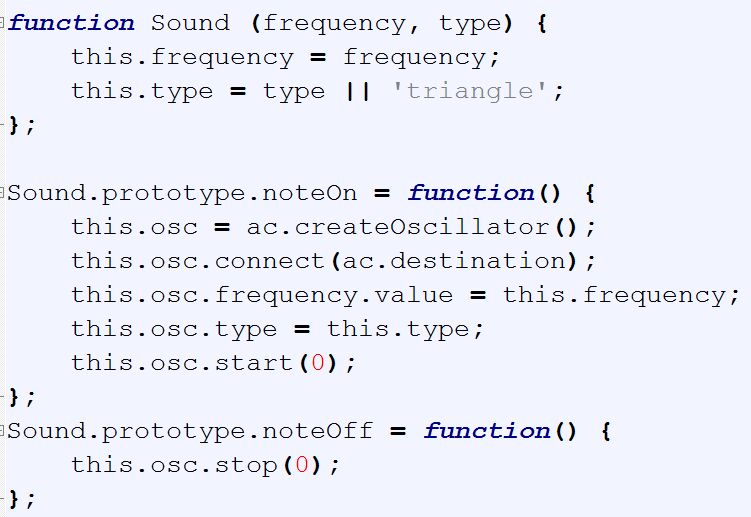 function Sound (frequency, type) {
    this.frequency = frequency;
    this.type = type || 'triangle';
};

Sound.prototype.noteOn = function() {
    this.osc = ac.createOscillator();
    this.osc.connect(ac.destination);
    this.osc.frequency.value = this.frequency;
    this.osc.type = this.type;
    this.osc.start(0);
};
Sound.prototype.noteOff = function() {
    this.osc.stop(0);
};